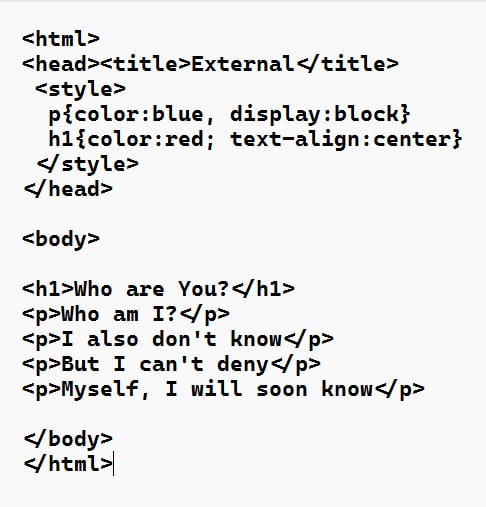 <html>
<head><title>External</title>
<style>
p{color:blue, display:block}
h1{color:red; text-align:center}
</style>
</head>
<body>
<h1>Who are You?</h1>
<p>Who am I?</p>
<p>I also don't know</p>
<p>But I can't deny</p>
<p>Myself, I will soon know</p>
</body>
</html>